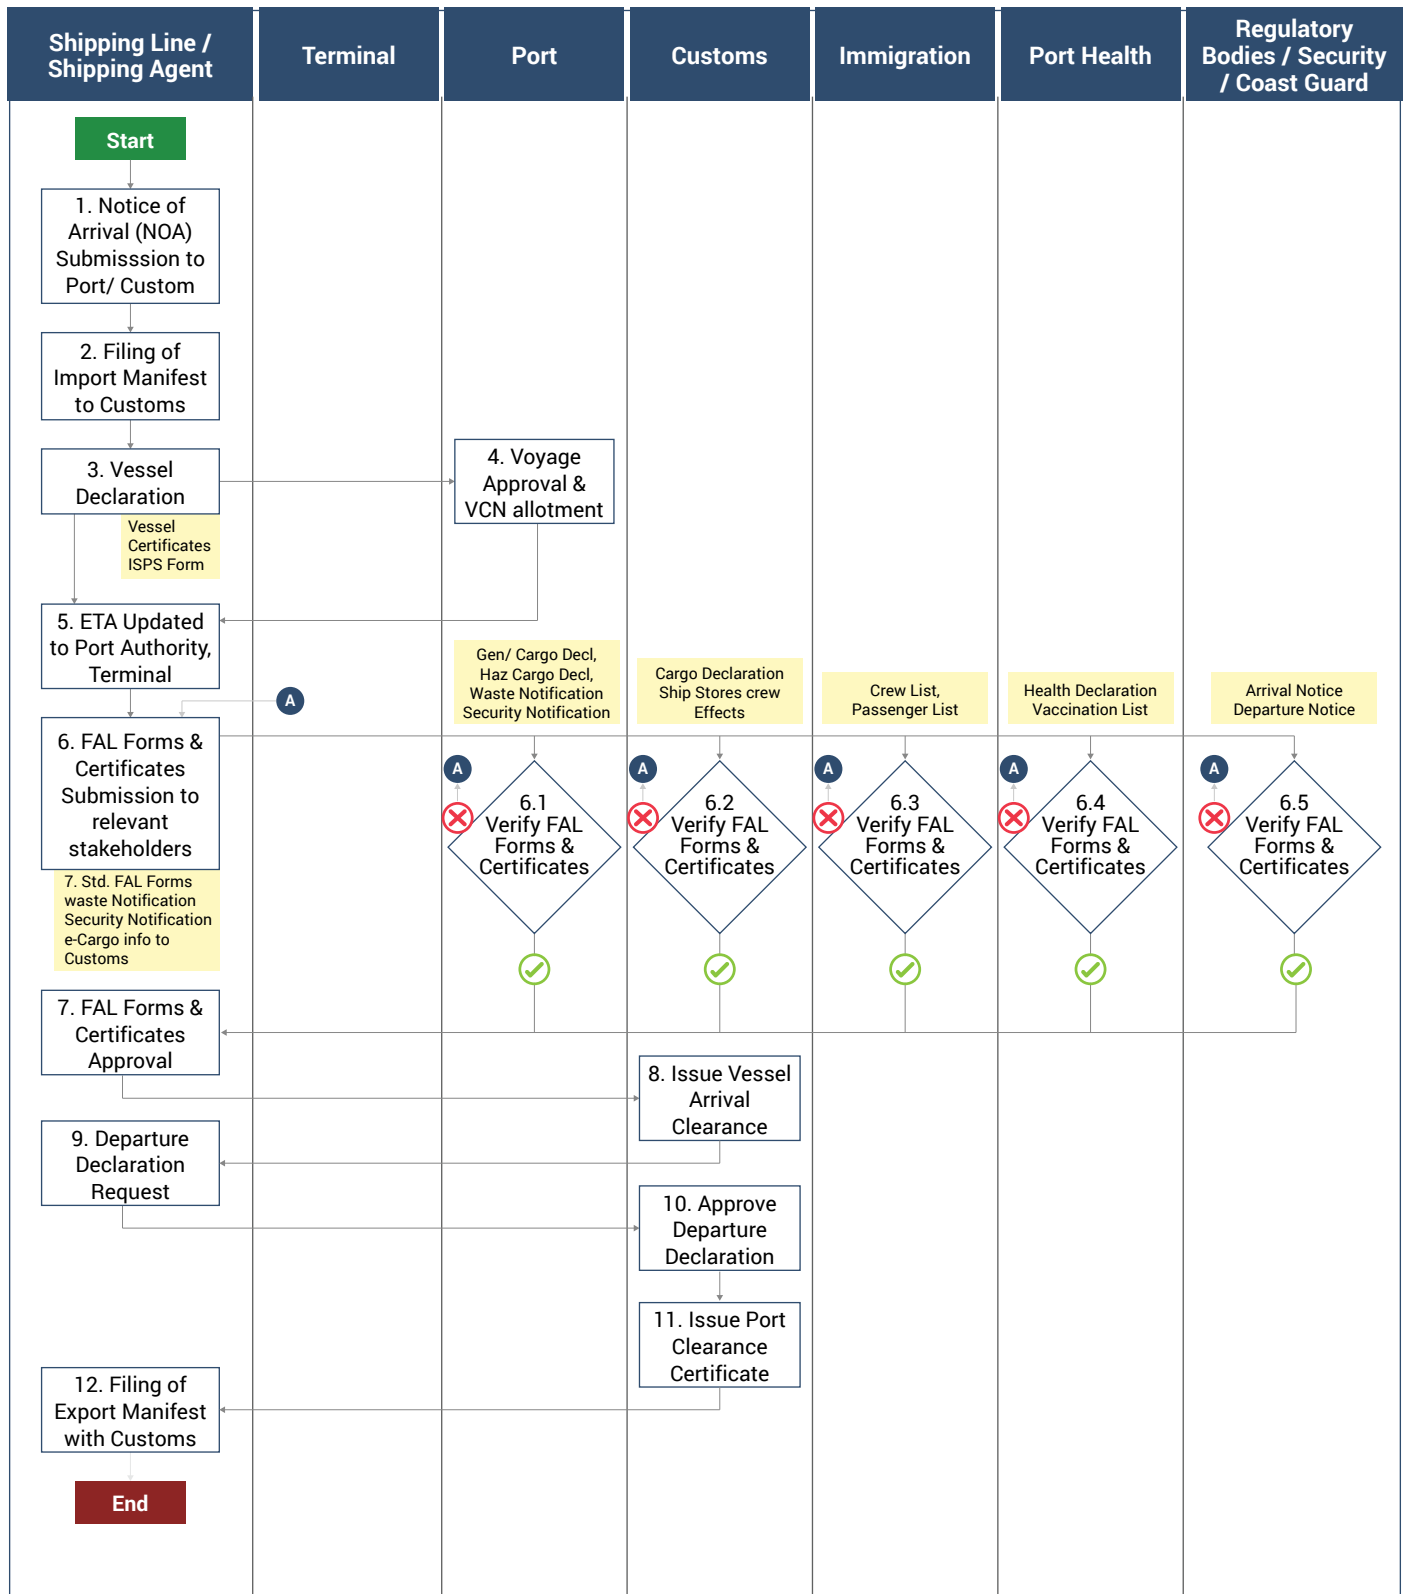 Shipping Line /
Shipping Agent
Terminal
Port
Customs
Immigration
Port Health
Regulatory
Bodies / Security
/ Coast Guard
Start
1. Notice of
Arrival (NOA)
Submisssion to
Port/ Custom
2. Filing of
Import Manifest
to Customs
3. Vessel
Declaration
Vessel
Certificates
ISPS Form
4. Voyage
Approval &
VCN allotment
5. ETA Updated
to Port Authority,
Terminal
A
Gen/ Cargo Decl,
Haz Cargo Decl,
Waste Notification
Security Notification
Cargo Declaration
Ship Stores crew
Effects
Crew List,
Passenger List
Health Declaration
Vaccination List
Arrival Notice
Departure Notice
6. FAL Forms &
Certificates
Submission to
relevant
stakeholders
7. Std. FAL Forms
waste Notification
Security Notification
e-Cargo info to
Customs
A
6.1
Verify FAL
Forms &
Certificates
A
6.2
Verify FAL
Forms &
Certificates
A
6.3
Verify FAL
Forms &
Certificates
A
6.4
Verify FAL
Forms &
Certificates
A
6.5
Verify FAL
Forms &
Certificates
7. FAL Forms &
Certificates
Approval
8. Issue Vessel
Arrival
Clearance
9. Departure
Declaration
Request
10. Approve
Departure
Declaration
11. Issue Port
Clearance
Certificate
12. Filing of
Export Manifest
with Customs
End